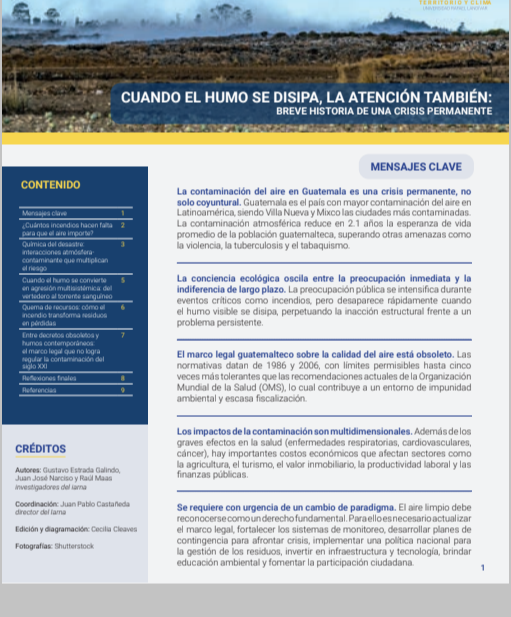 TERRITORIO Y CLIMA
UNIVERSIDAD RAFAEL LANDÍVAR
CUANDO EL HUMO SE DISIPA, LA ATENCIÓN TAMBIÉN:
BREVE HISTORIA DE UNA CRISIS PERMANENTE
CONTENIDO
Mensajes clave 1
¿Cuántos incendios hacen falta 2
para que el aire importe?
Química del desastre: 3
interacciones atmósfera-
contaminante que multiplican
el riesgo
Cuando el humo se convierte 5
en agresión multisistémica: del
vertedero al torrente sanguíneo
Quema de recursos: cómo el 6
incendio transforma residuos
en pérdidas
Entre decretos obsoletos y 7
humos contemporáneos:
el marco legal que no logra
regular la contaminación del
siglo XXI
Reflexiones finales 8
Referencias 9
CRÉDITOS
Autores: Gustavo Estrada Galindo,
Juan José Narciso y Raúl Maas
investigadores del Iarna
Coordinación: Juan Pablo Castañeda
director del Iarna
Edición y diagramación: Cecilia Cleaves
Fotografías: Shutterstock
MENSAJES CLAVE
La contaminación del aire en Guatemala es una crisis permanente, no
solo coyuntural. Guatemala es el país con mayor contaminación del aire en
Latinoamérica, siendo Villa Nueva y Mixco las ciudades más contaminadas.
La contaminación atmosférica reduce en 2.1 años la esperanza de vida
promedio de la población guatemalteca, superando otras amenazas como
la violencia, la tuberculosis y el tabaquismo.
La conciencia ecológica oscila entre la preocupación inmediata y la
indiferencia de largo plazo. La preocupación pública se intensifica durante
eventos críticos como incendios, pero desaparece rápidamente cuando
el humo visible se disipa, perpetuando la inacción estructural frente a un
problema persistente.
El marco legal guatemalteco sobre la calidad del aire está obsoleto. Las
normativas datan de 1986 y 2006, con límites permisibles hasta cinco
veces más tolerantes que las recomendaciones actuales de la Organización
Mundial de la Salud (OMS), lo cual contribuye a un entorno de impunidad
ambiental y escasa fiscalización.
Los impactos de la contaminación son multidimensionales. Además de los
graves efectos en la salud (enfermedades respiratorias, cardiovasculares,
cáncer), hay importantes costos económicos que afectan sectores como
la agricultura, el turismo, el valor inmobiliario, la productividad laboral y las
finanzas públicas.
Se requiere con urgencia de un cambio de paradigma. El aire limpio debe
reconocerse como un derecho fundamental. Para ello es necesario actualizar
el marco legal, fortalecer los sistemas de monitoreo, desarrollar planes de
contingencia para afrontar crisis, implementar una política nacional para
la gestión de los residuos, invertir en infraestructura y tecnología, brindar
educación ambiental y fomentar la participación ciudadana.
1